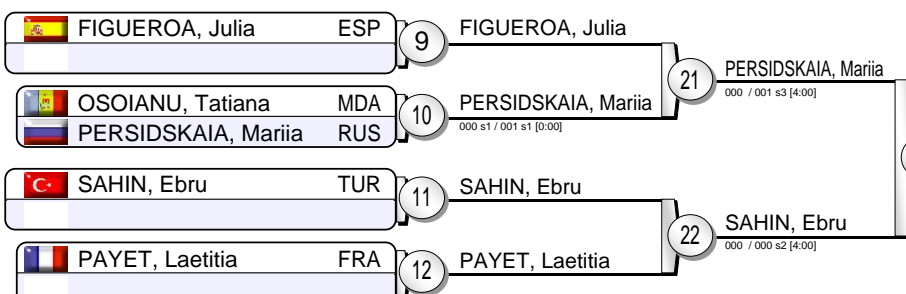 FIGUEROA, Julia ESP
9
FIGUEROA, Julia
OSOIANU, Tatiana MDA
PERSIDSKAIA, Mariia RUS
10
PERSIDSKAIA, Mariia
000 s1 / 001 s1 [0:00]
21
PERSIDSKAIA, Mariia
000 / 001 s3 [4:00]
SAHIN, Ebru TUR
11
SAHIN, Ebru
PAYET, Laetitia FRA
12
PAYET, Laetitia
22
SAHIN, Ebru
000 / 000 s2 [4:00]